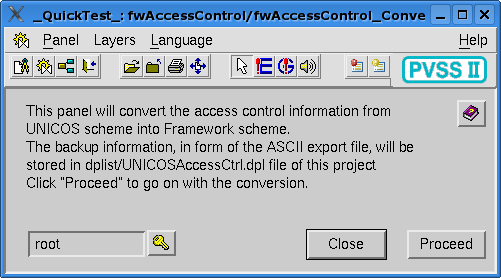 _QuickTest_: fwAccessControl/fwAccessControl_Conve
Panel Layers Language Help
PVSS II
This panel will convert the access control information from
UNICOS scheme into Framework scheme.
The backup information, in form of the ASCII export file, will be
stored in dplist/UNICOSAccessCtrl.dpl file of this project
Click "Proceed" to go on with the conversion.
root Close Proceed